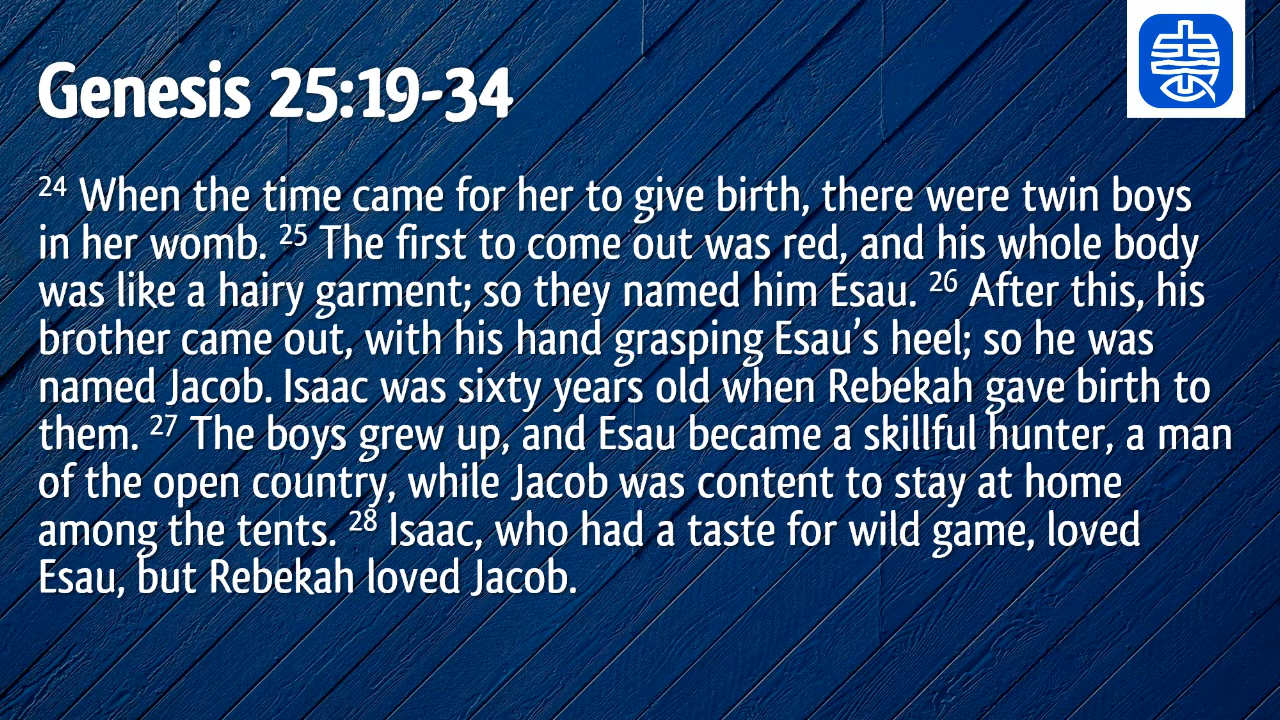 Genesis 25:19-34
24 When the time came for her to give birth, there were twin boys
in her womb. 25 The first to come out was red, and his whole body
was like a hairy garment; so they named him Esau. 26 After this, his
brother came out, with his hand grasping Esau’s heel; so he was
named Jacob. Isaac was sixty years old when Rebekah gave birth to
them. 27 The boys grew up, and Esau became a skillful hunter, a man
of the open country, while Jacob was content to stay at home
among the tents. 28 Isaac, who had a taste for wild game, loved
Esau, but Rebekah loved Jacob.